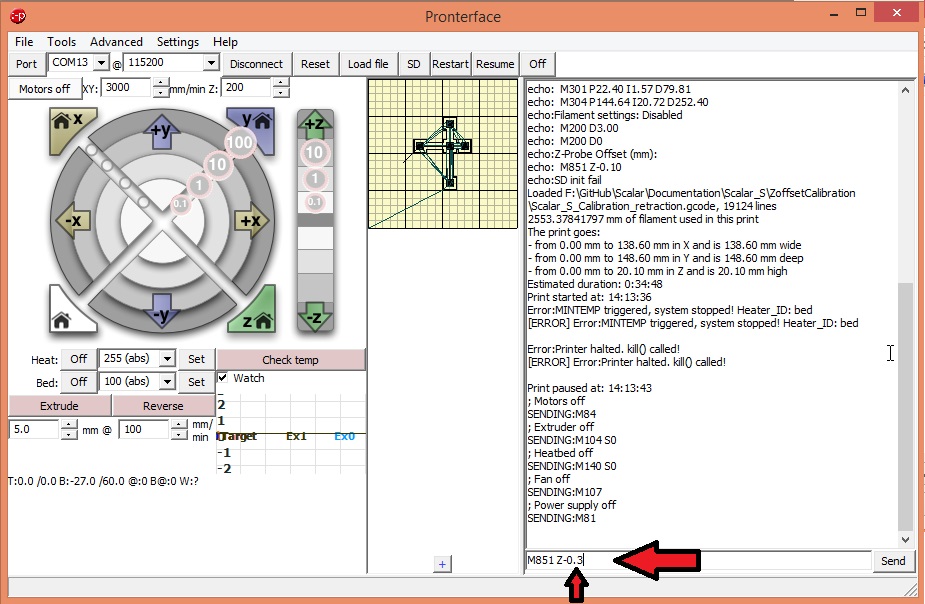 Pronterface
File Tools Advanced Settings Help
Port COM13 @ 115200 Disconnect Reset Load file SD Restart Resume Off
Motors off XY: 3000 mm/min Z: 200
x
+y
y
100
10
1
0.1
-x
+x
-y
z
+z
10
1
0.1
-z
Heat: Off 255 (abs) Set Check temp
Bed: Off 100 (abs) Set Watch
Extrude Reverse
5.0 mm @ 100 mm/
min
2
1
0
Target Ex1 Ex0
-1
-2
T:0.0 /0.0 B:-27.0 /60.0 @:0 B@:0 W:?
+
echo: M301 P22.40 I1.57 D79.81
echo: M304 P144.64 I20.72 D252.40
echo:Filament settings: Disabled
echo: M200 D3.00
echo: M200 D0
echo:Z-Probe Offset (mm):
echo: M851 Z-0.10
echo:SD init fail
Loaded F:\GitHub\Scalar\Documentation\Scalar_S\ZoffsetCalibration
\Scalar_S_Calibration_retraction.gcode, 19124 lines
2553.37841797 mm of filament used in this print
The print goes:
- from 0.00 mm to 138.60 mm in X and is 138.60 mm wide
- from 0.00 mm to 148.60 mm in Y and is 148.60 mm deep
- from 0.00 mm to 20.10 mm in Z and is 20.10 mm high
Estimated duration: 0:34:48
Print started at: 14:13:36
Error:MINTEMP triggered, system stopped! Heater_ID: bed
[ERROR] Error:MINTEMP triggered, system stopped! Heater_ID: bed
Error:Printer halted. kill() called!
[ERROR] Error:Printer halted. kill() called!
Print paused at: 14:13:43
; Motors off
SENDING:M84
; Extruder off
SENDING:M104 S0
; Heatbed off
SENDING:M140 S0
; Fan off
SENDING:M107
; Power supply off
SENDING:M81
M851 Z-0.3 Send